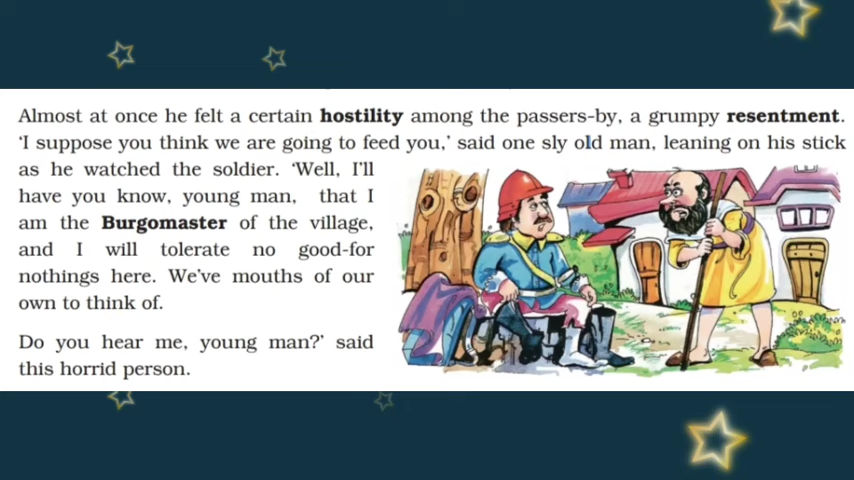 Almost at once he felt a certain hostility among the passers-by, a grumpy resentment.
‘I suppose you think we are going to feed you,’ said one sly old man, leaning on his stick
as he watched the soldier. ‘Well, I’ll
have you know, young man, that I
am the Burgomaster of the village,
and I will tolerate no good-for
nothings here. We’ve mouths of our
own to think of.
Do you hear me, young man?’ said
this horrid person.